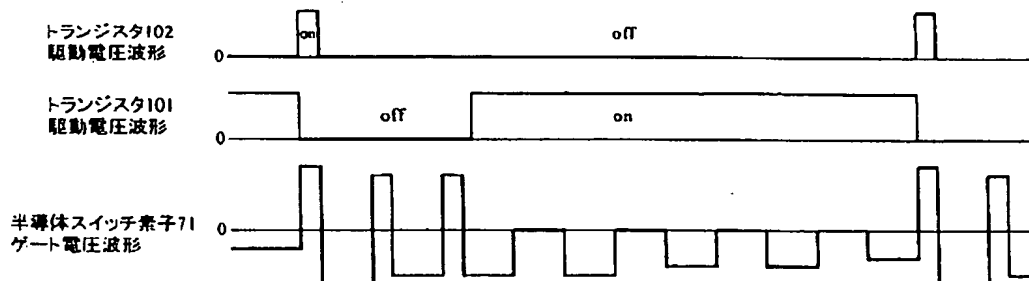 トランジスタ102
駆動電圧波形
0
on
off
トランジスタ101
駆動電圧波形
0
off
on
半導体スイッチ素子71
ゲート電圧波形
0